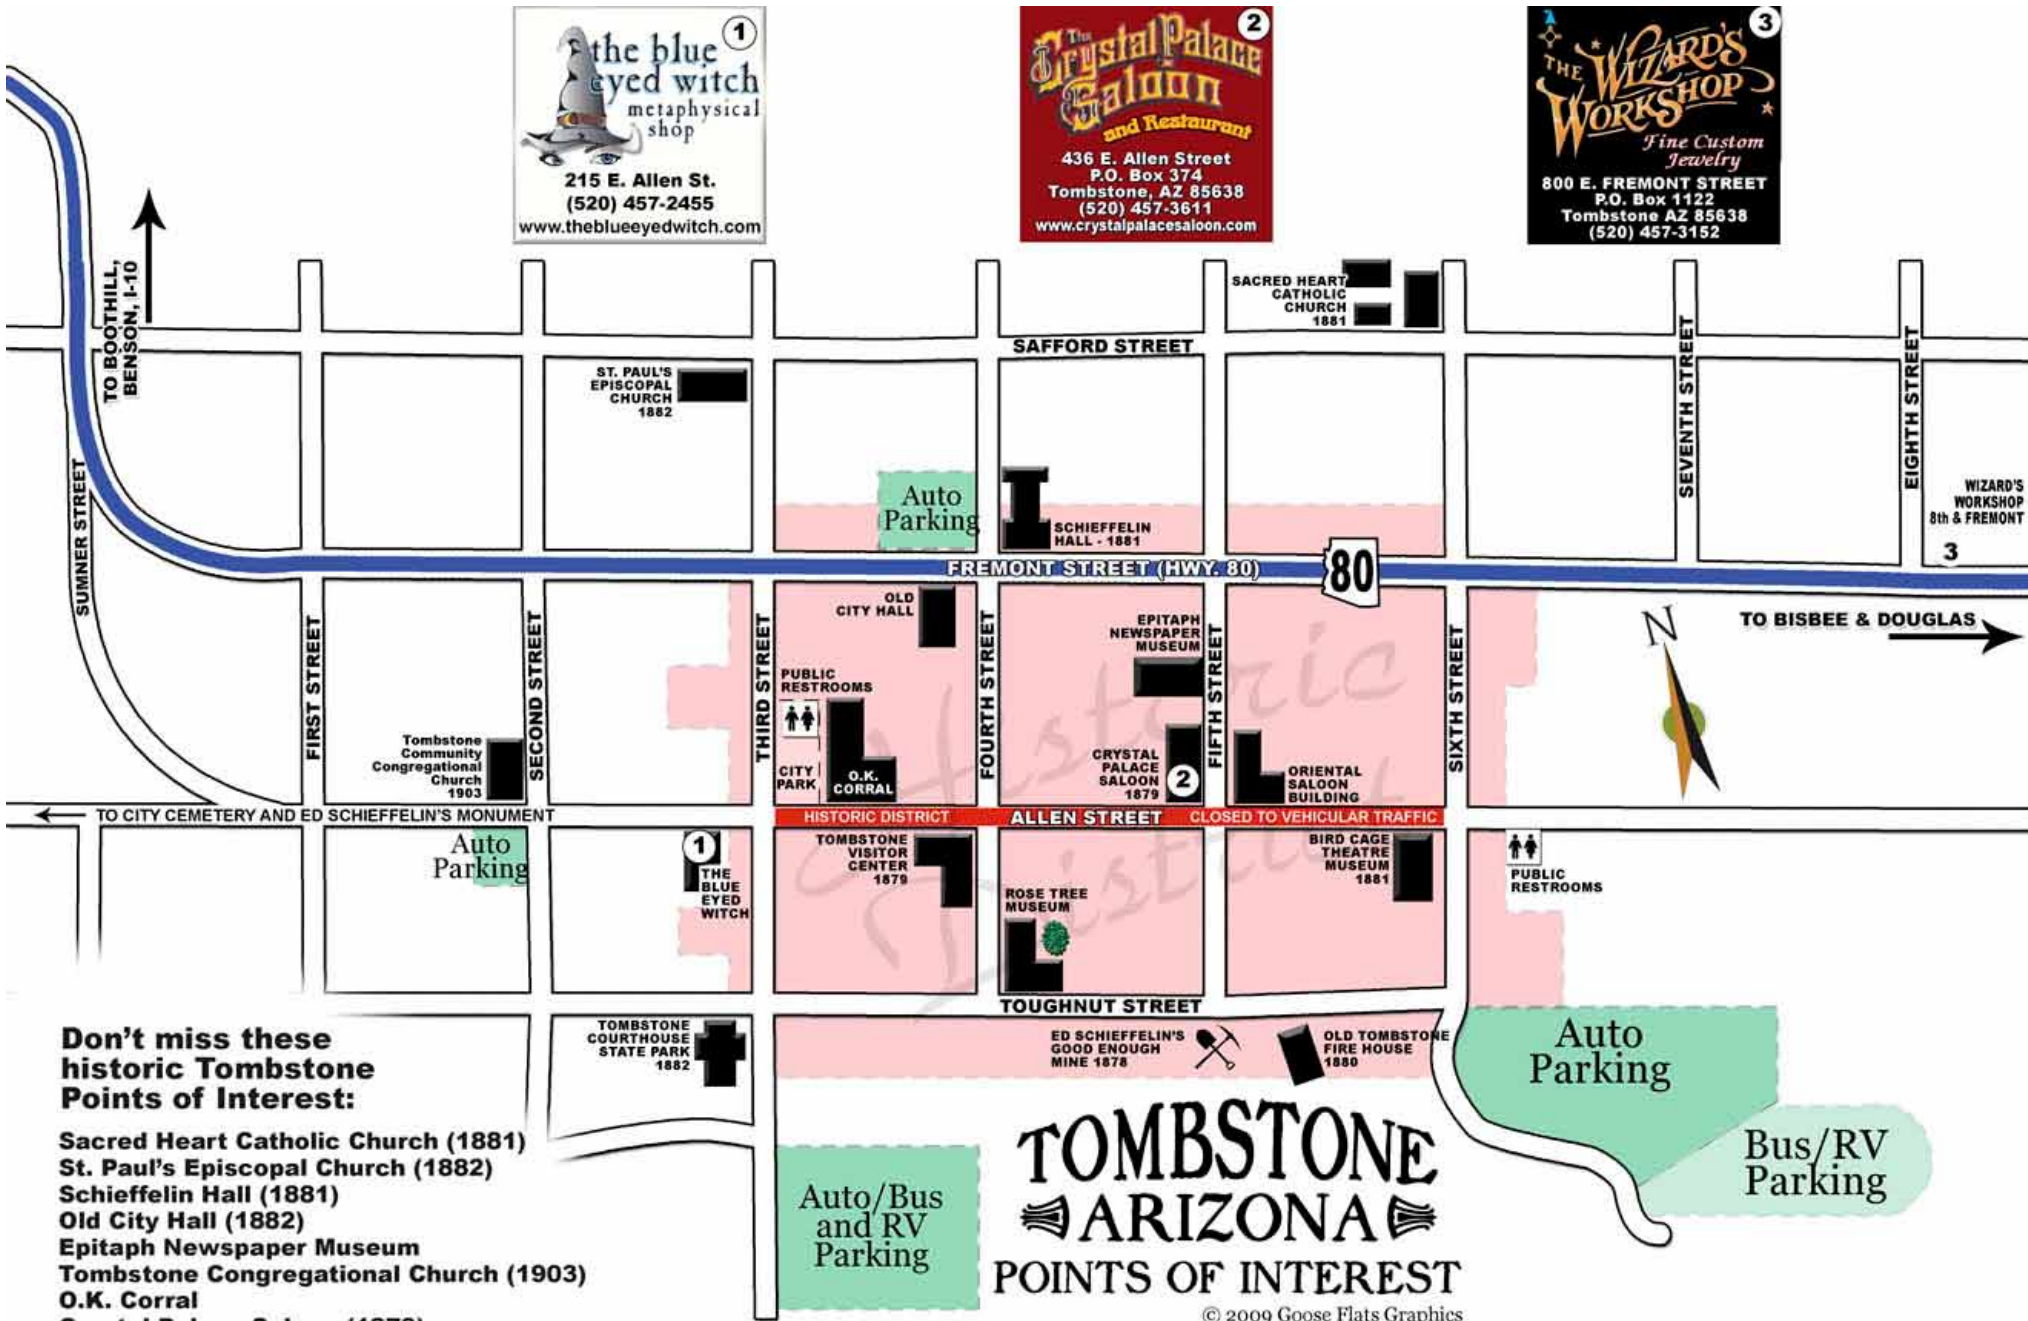 1
the blue
eyed witch
metaphysical
shop
215 E. Allen St.
(520) 457-2455
www.theblueeyedwitch.com
2
The
Crystal Palace
Saloon
and Restaurant
436 E. Allen Street
P.O. Box 374
Tombstone, AZ 85638
(520) 457-3611
www.crystalpalacesaloon.com
3
THE WIZARD'S
WORKSHOP
Fine Custom
Jewelry
800 E. FREMONT STREET
P.O. Box 1122
Tombstone AZ 85638
(520) 457-3152
TO BOOTHILL,
BENSON, I-10
SACRED HEART
CATHOLIC
CHURCH
1881
SAFFORD STREET
ST. PAUL'S
EPISCOPAL
CHURCH
1882
SUMNER STREET
SEVENTH STREET
EIGHTH STREET
Auto
Parking
SCHIEFFELIN
HALL - 1881
WIZARD'S
WORKSHOP
8th & FREMONT
3
FREMONT STREET (HWY. 80)
80
OLD
CITY HALL
EPITAPH
NEWSPAPER
MUSEUM
N
TO BISBEE & DOUGLAS
FIRST STREET
SECOND STREET
THIRD STREET
FOURTH STREET
FIFTH STREET
SIXTH STREET
PUBLIC
RESTROOMS
Historic
District
Tombstone
Community
Congregational
Church
1903
CITY
PARK
O.K.
CORRAL
CRYSTAL
PALACE
SALOON
1879
2
ORIENTAL
SALOON
BUILDING
TO CITY CEMETERY AND ED SCHIEFFELIN'S MONUMENT
HISTORIC DISTRICT
ALLEN STREET
CLOSED TO VEHICULAR TRAFFIC
Auto
Parking
1
THE
BLUE
EYED
WITCH
TOMBSTONE
VISITOR
CENTER
1879
ROSE TREE
MUSEUM
BIRD CAGE
THEATRE
MUSEUM
1881
PUBLIC
RESTROOMS
TOUGHNUT STREET
TOMBSTONE
COURTHOUSE
STATE PARK
1882
ED SCHIEFFELIN'S
GOOD ENOUGH
MINE 1878
OLD TOMBSTONE
FIRE HOUSE
1880
Auto
Parking
Bus/RV
Parking
Auto/Bus
and RV
Parking
Don't miss these
historic Tombstone
Points of Interest:
Sacred Heart Catholic Church (1881)
St. Paul's Episcopal Church (1882)
Schieffelin Hall (1881)
Old City Hall (1882)
Epitaph Newspaper Museum
Tombstone Congregational Church (1903)
O.K. Corral
Crystal Palace Saloon (1879)
TOMBSTONE
ARIZONA
POINTS OF INTEREST
© 2009 Goose Flats Graphics